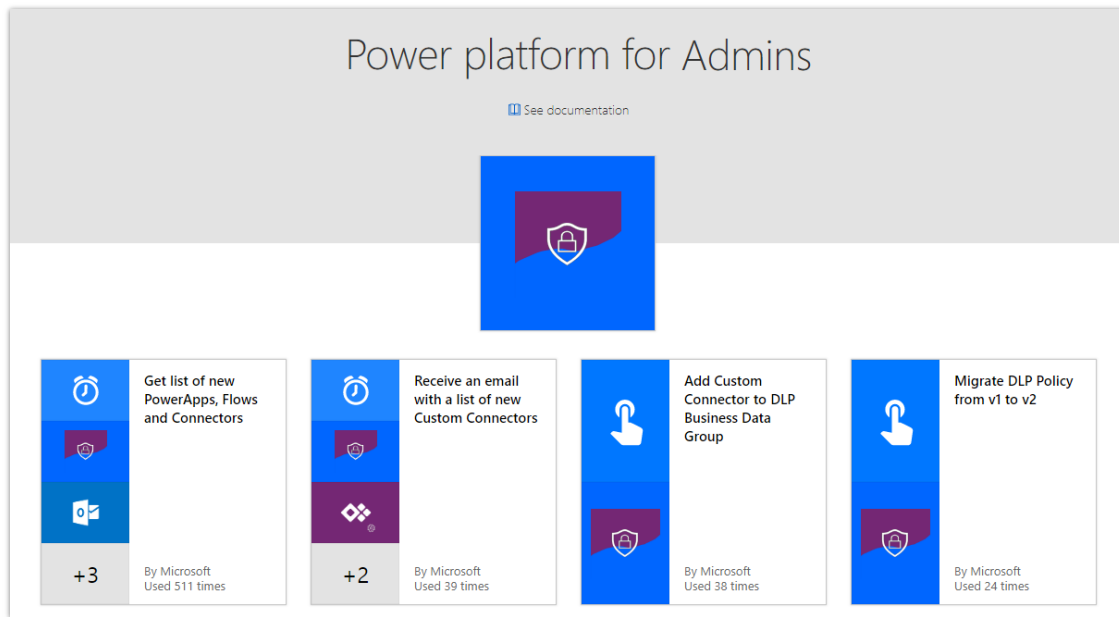 Power platform for Admins
See documentation
Get list of new
PowerApps, Flows
and Connectors
+3
By Microsoft
Used 511 times
Receive an email
with a list of new
Custom Connectors
+2
By Microsoft
Used 39 times
Add Custom
Connector to DLP
Business Data
Group
By Microsoft
Used 38 times
Migrate DLP Policy
from v1 to v2
By Microsoft
Used 24 times